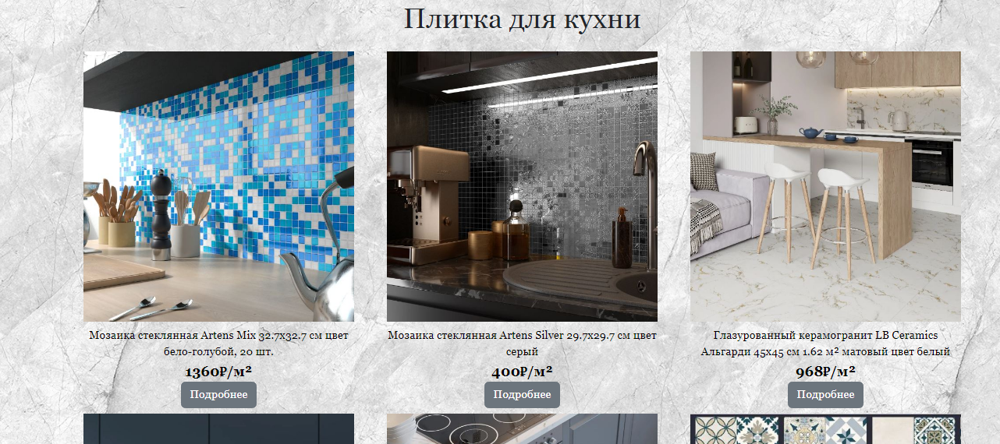 Плитка для кухни
Мозаика стеклянная Artens Mix 32.7х32.7 см цвет
бело-голубой, 20 шт.
1360₽/м²
Подробнее
Мозаика стеклянная Artens Silver 29.7х29.7 см цвет
серый
400₽/м²
Подробнее
Глазурованный керамогранит LB Ceramics
Альгарди 45x45 см 1.62 м² матовый цвет белый
968₽/м²
Подробнее